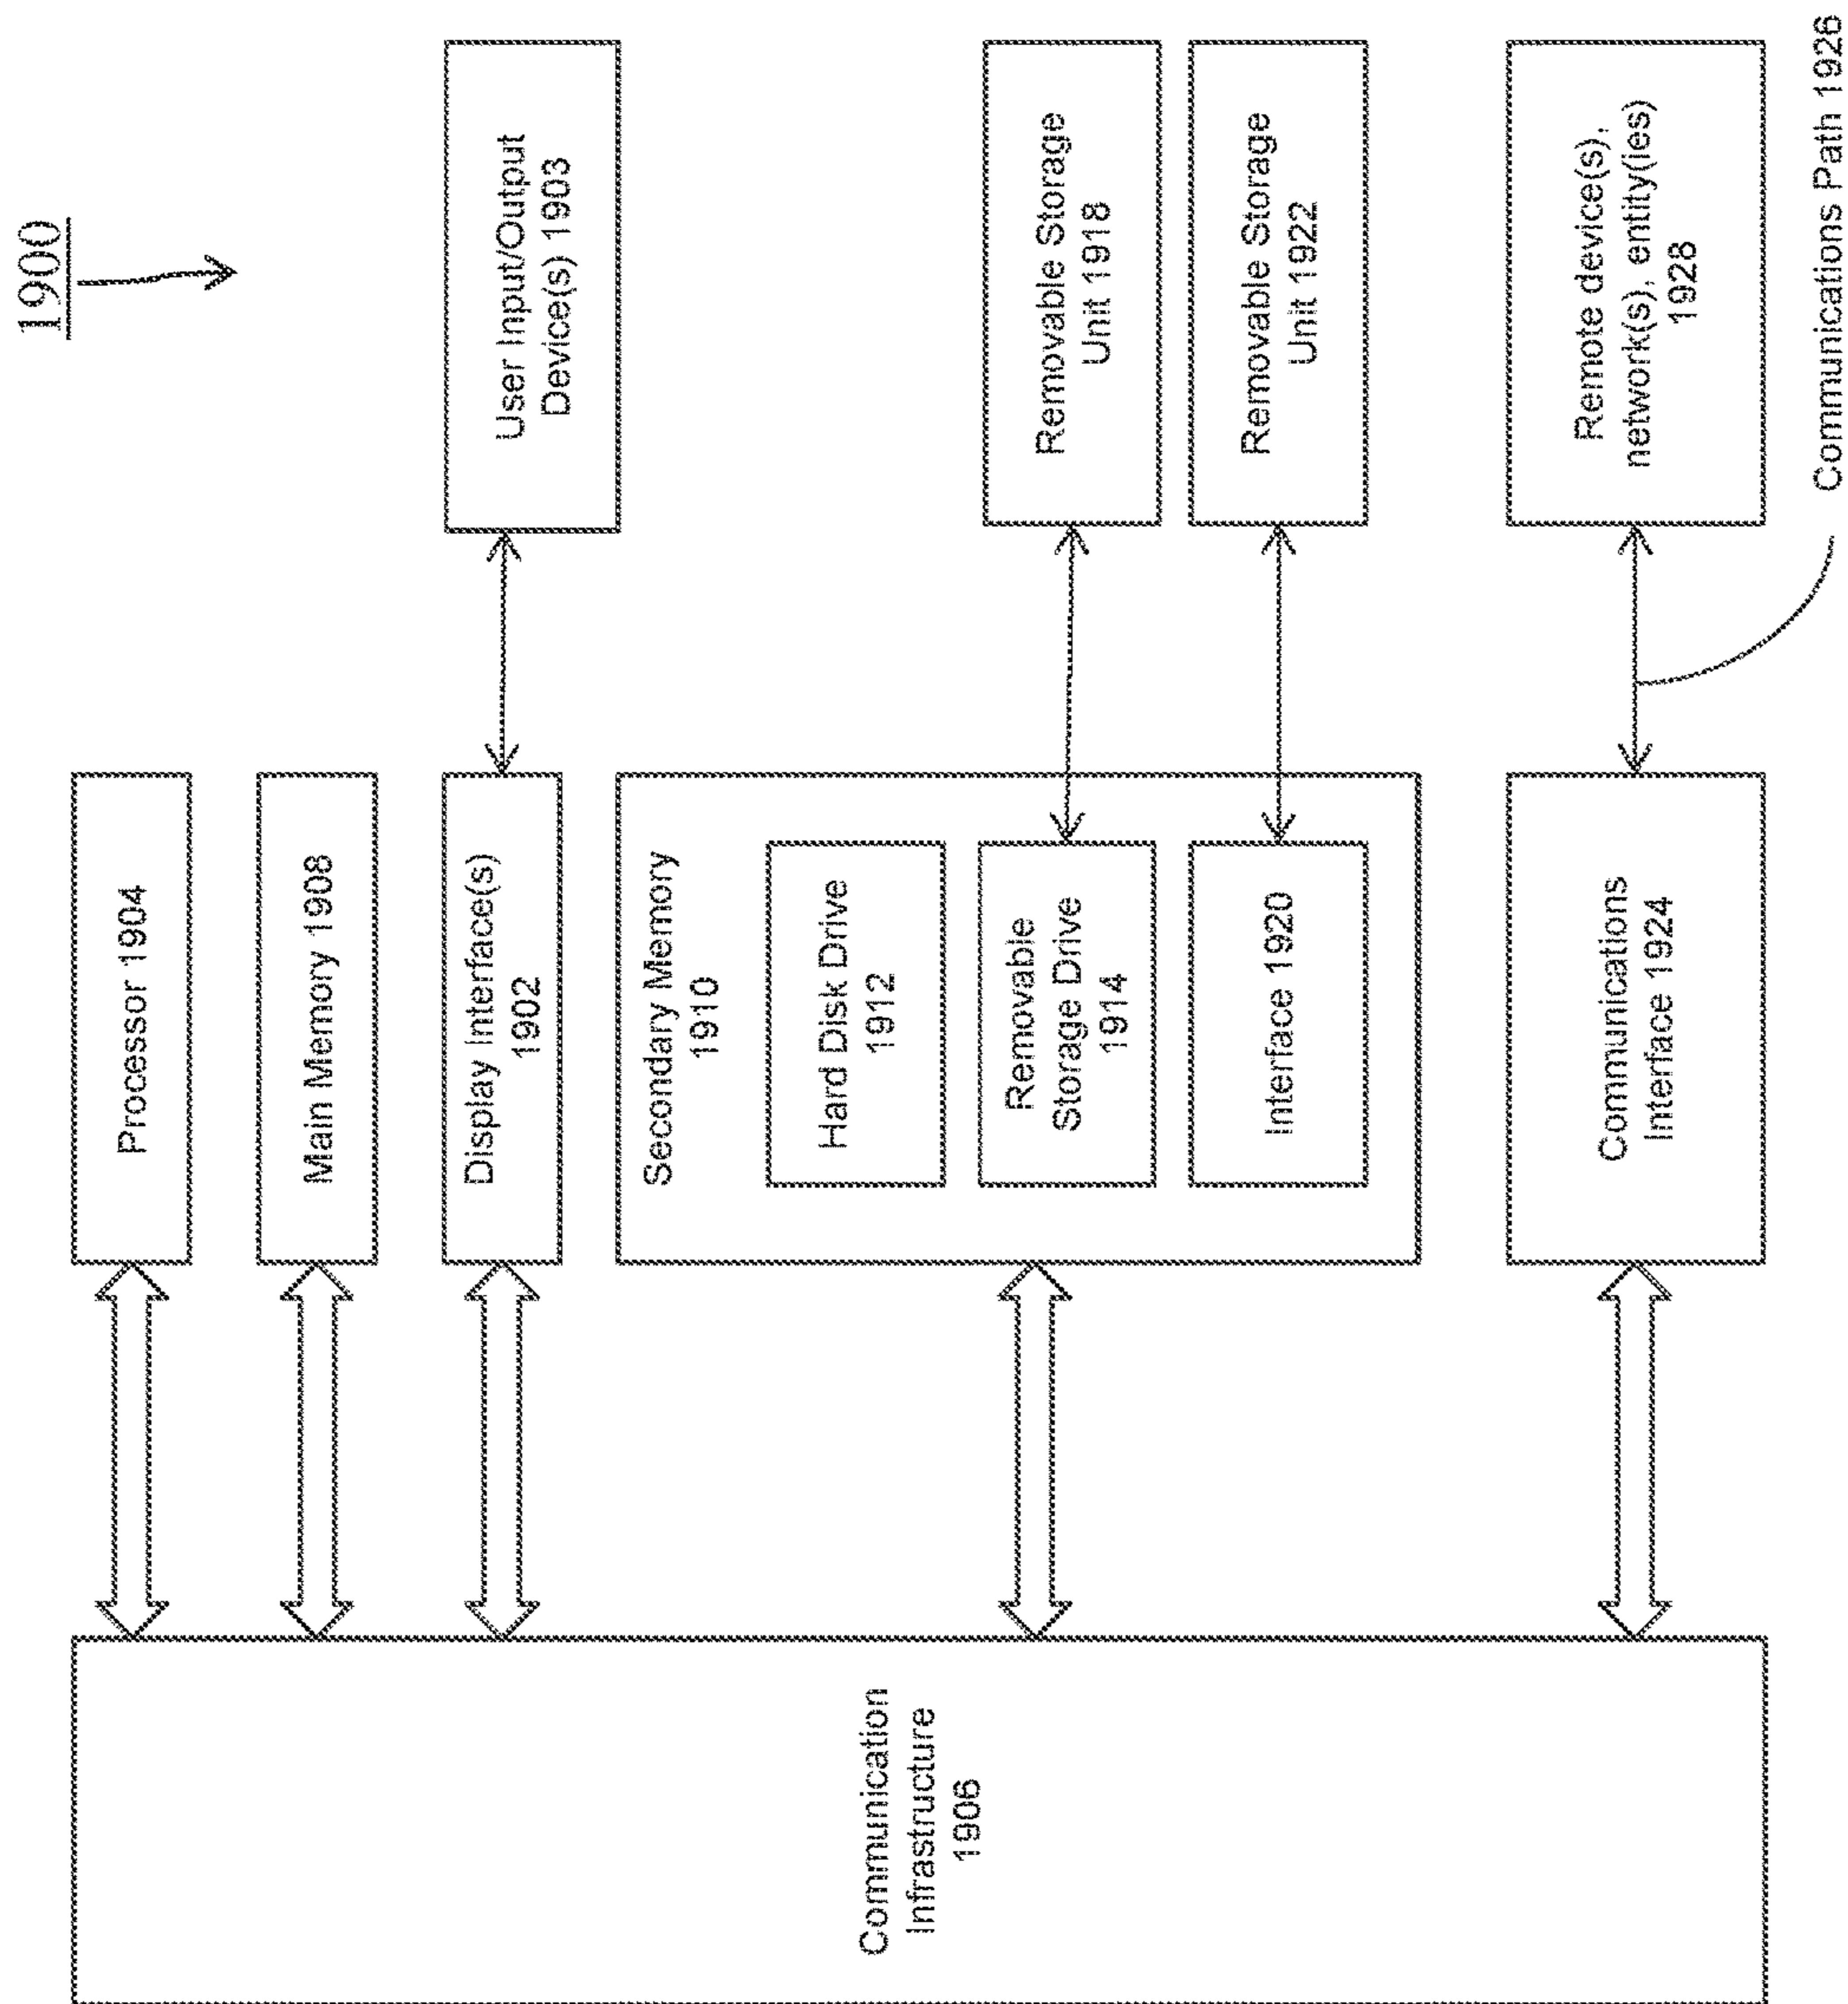 1900
Processor 1904
Main Memory 1908
Display Interface(s)
1902
User Input/Output
Device(s) 1903
Secondary Memory
1910
Hard Disk Drive
1912
Removable
Storage Drive
1914
Removable Storage
Unit 1918
Interface 1920
Removable Storage
Unit 1922
Communication
Infrastructure
1906
Communications
Interface 1924
Remote device(s),
network(s), entity(ies)
1928
Communications Path 1926